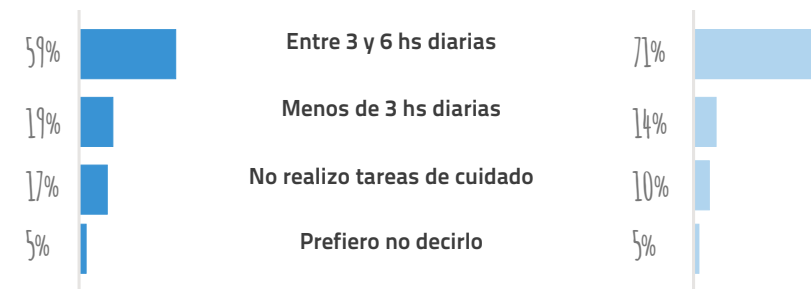 59% Entre 3 y 6 hs diarias 71%
19% Menos de 3 hs diarias 14%
17% No realizo tareas de cuidado 10%
5% Prefiero no decirlo 5%